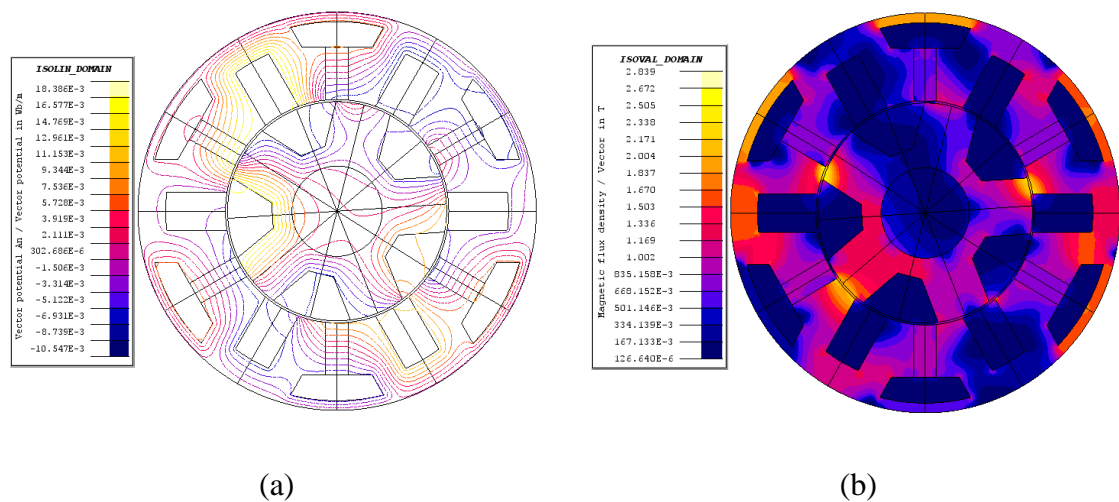 ISOLIN_DOMAIN
18.386E-3
16.577E-3
14.769E-3
12.961E-3
11.153E-3
9.344E-3
7.536E-3
5.728E-3
3.919E-3
2.111E-3
302.686E-6
-1.506E-3
-3.314E-3
-5.122E-3
-6.931E-3
-8.739E-3
-10.547E-3
Vector potential An / Vector potential in Wb/m
ISOVAL_DOMAIN
2.839
2.672
2.505
2.338
2.171
2.004
1.837
1.670
1.503
1.336
1.169
1.002
835.158E-3
668.152E-3
501.146E-3
334.139E-3
167.133E-3
126.640E-6
Magnetic flux density / Vector in T
(a)
(b)